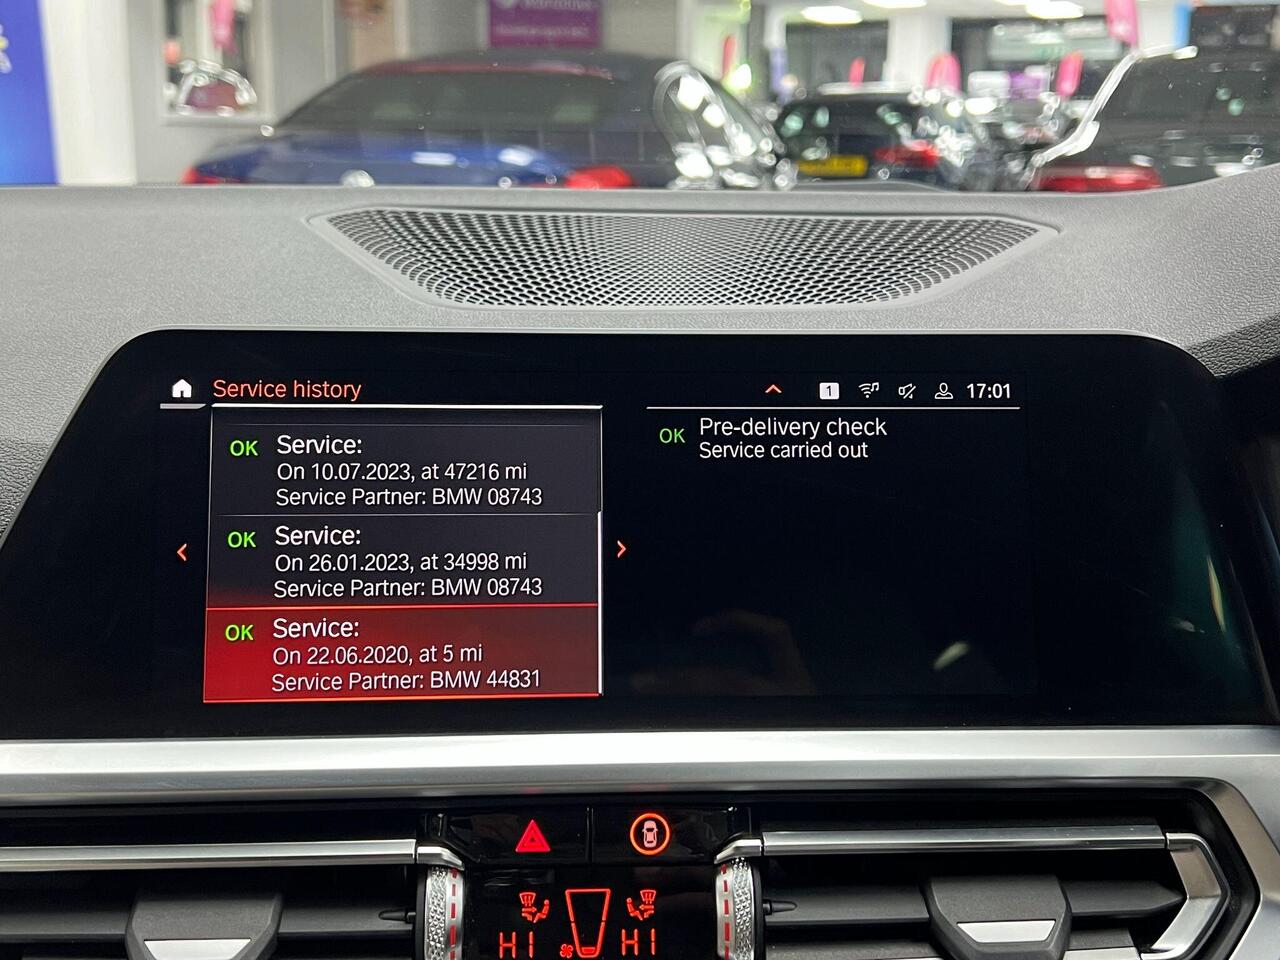 Service history
1
17:01
OK
Service:
On 10.07.2023, at 47216 mi
Service Partner: BMW 08743
OK
Service:
On 26.01.2023, at 34998 mi
Service Partner: BMW 08743
OK
Service:
On 22.06.2020, at 5 mi
Service Partner: BMW 44831
OK
Pre-delivery check
Service carried out
HI
HI